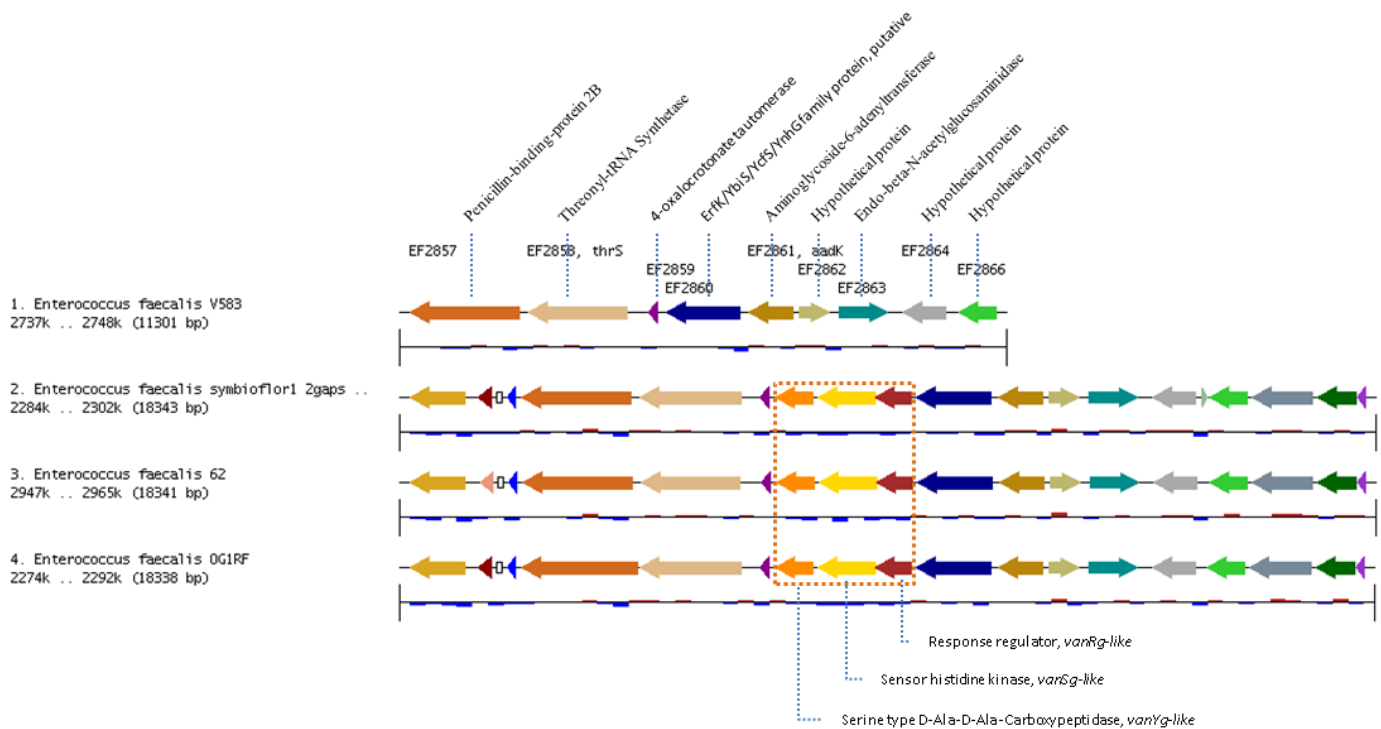 Penicillin-binding-protein 2B
Threonyl-tRNA Synthetase
4-oxalocrotonate tautomerase
ErfK/YbiS/YcfS/YnhGfamily protein, putative
Aminoglycoside-6-adenyltransferase
Hypothetical protein
Endo-beta-N-acetylglucosaminidase
Hypothetical protein
Hypothetical protein
EF2857
EF2858, thrS
EF2859
EF2860
EF2861, aadK
EF2862
EF2863
EF2864
EF2866
1. Enterococcus faecalis V583
2737k .. 2748k (11301 bp)
2. Enterococcus faecalis symbioflor1 2gaps ..
2284k .. 2302k (18343 bp)
3. Enterococcus faecalis 62
2947k .. 2965k (18341 bp)
4. Enterococcus faecalis OG1RF
2274k .. 2292k (18338 bp)
Response regulator, vanRg-like
Sensor histidine kinase, vanSg-like
Serine type D-Ala-D-Ala-Carboxypeptidase, vanYg-like